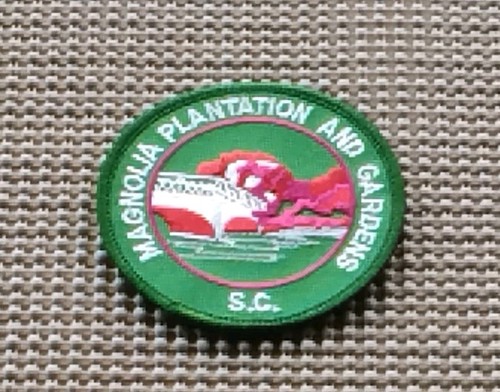 MAGNOLIA PLANTATION AND GARDENS
S.C.